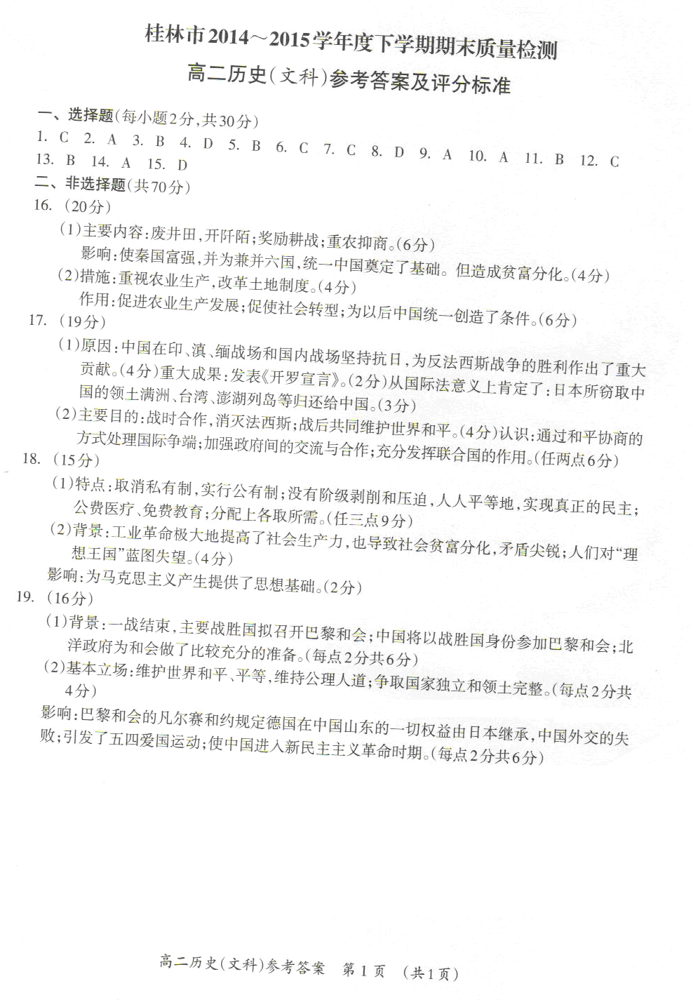 桂林市2014～2015学年度下学期期末质量检测
高二历史(文科)参考答案及评分标准
一、选择题(每小题2分,共30分)
1. C 2. A 3. B 4. D 5. B 6. C 7. C 8. D 9. A 10. A 11. B 12. C
13. B 14. A 15. D
二、非选择题(共70分)
16. (20分)
(1)主要内容:废井田,开阡陌;奖励耕战;重农抑商。(6分)
影响:使秦国富强,并为兼并六国,统一中国奠定了基础。但造成贫富分化。(4分)
(2)措施:重视农业生产,改革土地制度。(4分)
作用:促进农业生产发展;促使社会转型;为以后中国统一创造了条件。(6分)
17. (19分)
(1)原因:中国在印、滇、缅战场和国内战场坚持抗日,为反法西斯战争的胜利作出了重大
贡献。(4分)重大成果:发表《开罗宣言》。(2分)从国际法意义上肯定了:日本所窃取中
国的领土满洲、台湾、澎湖列岛等归还给中国。(3分)
(2)主要目的:战时合作,消灭法西斯;战后共同维护世界和平。(4分)认识:通过和平协商的
方式处理国际争端;加强政府间的交流与合作;充分发挥联合国的作用。(任两点6分)
18. (15分)
(1)特点:取消私有制,实行公有制;没有阶级剥削和压迫,人人平等地,实现真正的民主;
公费医疗、免费教育;分配上各取所需。(任三点9分)
(2)背景:工业革命极大地提高了社会生产力,也导致社会贫富分化,矛盾尖锐;人们对“理
想王国”蓝图失望。(4分)
影响:为马克思主义产生提供了思想基础。(2分)
19. (16分)
(1)背景:一战结束,主要战胜国拟召开巴黎和会;中国将以战胜国身份参加巴黎和会;北
洋政府为和会做了比较充分的准备。(每点2分共6分)
(2)基本立场:维护世界和平、平等,维持公理人道;争取国家独立和领土完整。(每点2分共
4分)
影响:巴黎和会的凡尔赛和约规定德国在中国山东的一切权益由日本继承,中国外交的失
败;引发了五四爱国运动;使中国进入新民主主义革命时期。(每点2分共6分)
高二历史(文科)参考答案 第1页 (共1页)